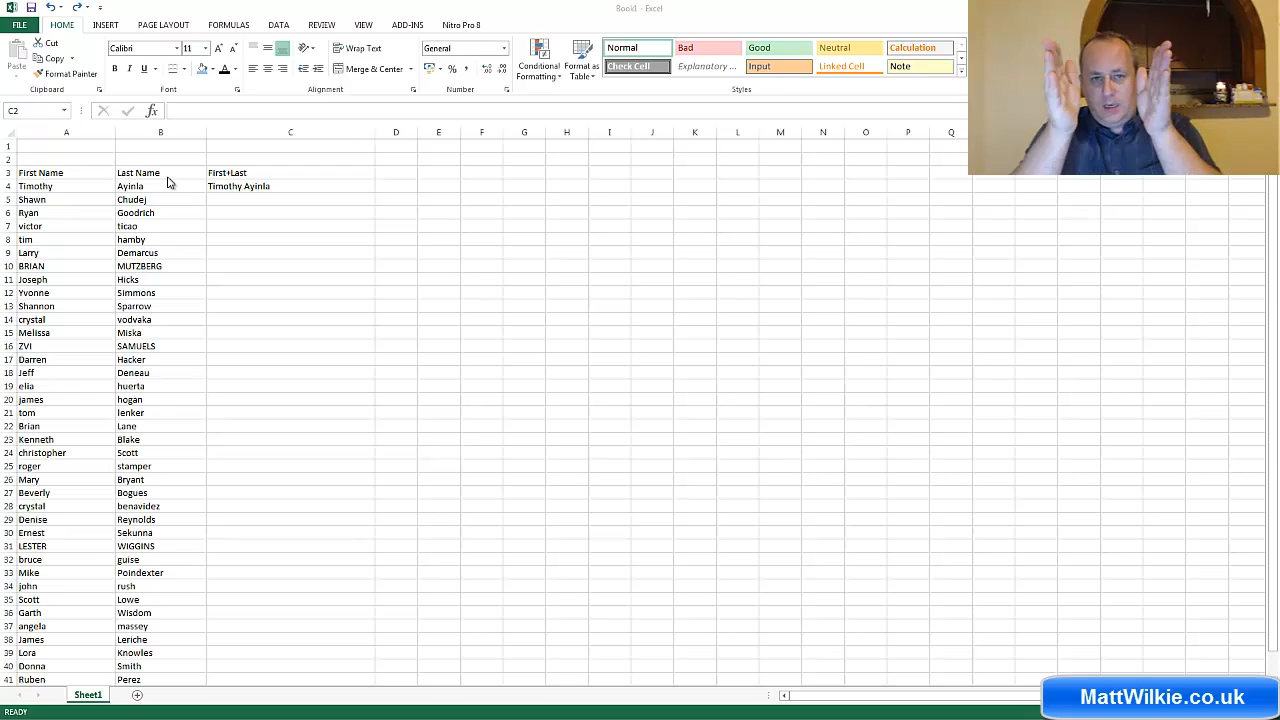 Book1 - Excel
FILE HOME INSERT PAGE LAYOUT FORMULAS DATA REVIEW VIEW ADD-INS Nitro Pro 8
Paste Cut Copy Format Painter
Calibri 11
B I U A
Wrap Text
Merge & Center
General
% ,
Conditional Formatting
Format as Table
Normal Bad Good Neutral Calculation
Check Cell Explanatory ... Input Linked Cell Note
Clipboard Font Alignment Number Styles
C2 fx
A B C D E F G H I J K L M N O P Q
1
2
3 First Name Last Name First+Last
4 Timothy Ayinla Timothy Ayinla
5 Shawn Chudej
6 Ryan Goodrich
7 victor ticao
8 tim hamby
9 Larry Demarcus
10 BRIAN MUTZBERG
11 Joseph Hicks
12 Yvonne Simmons
13 Shannon Sparrow
14 crystal vodvaka
15 Melissa Miska
16 ZVI SAMUELS
17 Darren Hacker
18 Jeff Deneau
19 elia huerta
20 james hogan
21 tom lenker
22 Brian Lane
23 Kenneth Blake
24 christopher Scott
25 roger stamper
26 Mary Bryant
27 Beverly Bogues
28 crystal benavidez
29 Denise Reynolds
30 Ernest Sekunna
31 LESTER WIGGINS
32 bruce guise
33 Mike Poindexter
34 john rush
35 Scott Lowe
36 Garth Wisdom
37 angela massey
38 James Leriche
39 Lora Knowles
40 Donna Smith
41 Ruben Perez
Sheet1
MattWilkie.co.uk
READY